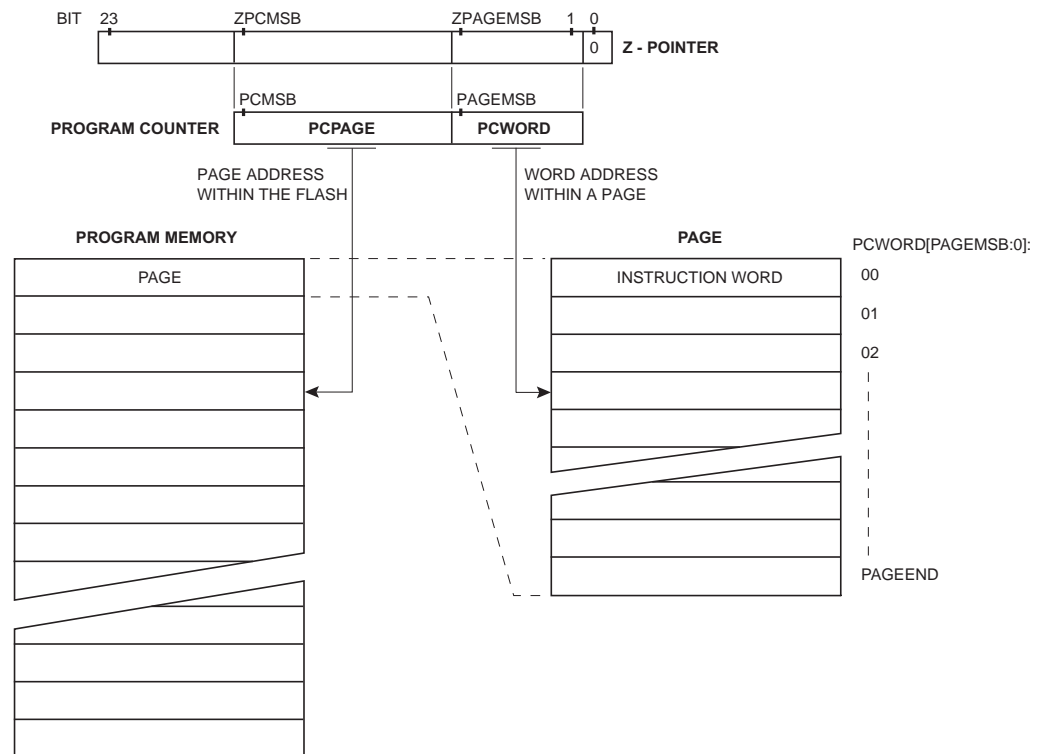 BIT 23 ZPCMSB ZPAGEMSB 1 0
0 Z - POINTER
PCMSB PAGEMSB
PROGRAM COUNTER PCPAGE PCWORD
PAGE ADDRESS
WITHIN THE FLASH
WORD ADDRESS
WITHIN A PAGE
PROGRAM MEMORY PAGE PCWORD[PAGEMSB:0]:
PAGE INSTRUCTION WORD 00
01
02
PAGEEND